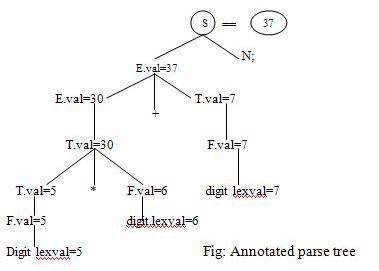 S == 37
N;
E.val=37
E.val=30 + T.val=7
T.val=30 F.val=7
T.val=5 * F.val=6 digit lexval=7
F.val=5 digit.lexval=6
Digit lexval=5 Fig: Annotated parse tree